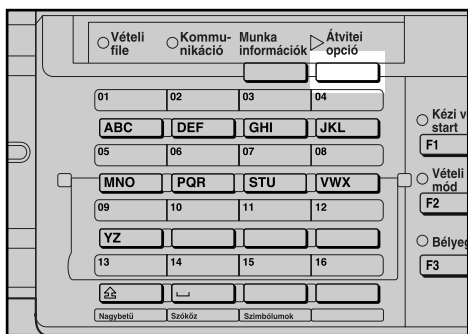 Vételi file
Kommu-nikáció
Munka információk
Átvitei opció
01 02 03 04
ABC DEF GHI JKL
05 06 07 08
MNO PQR STU VWX
09 10 11 12
YZ
13 14 15 16
Nagybetű Szóköz Szimbólumok
Kézi v
start
F1
Vételi
mód
F2
Bélyeg
F3